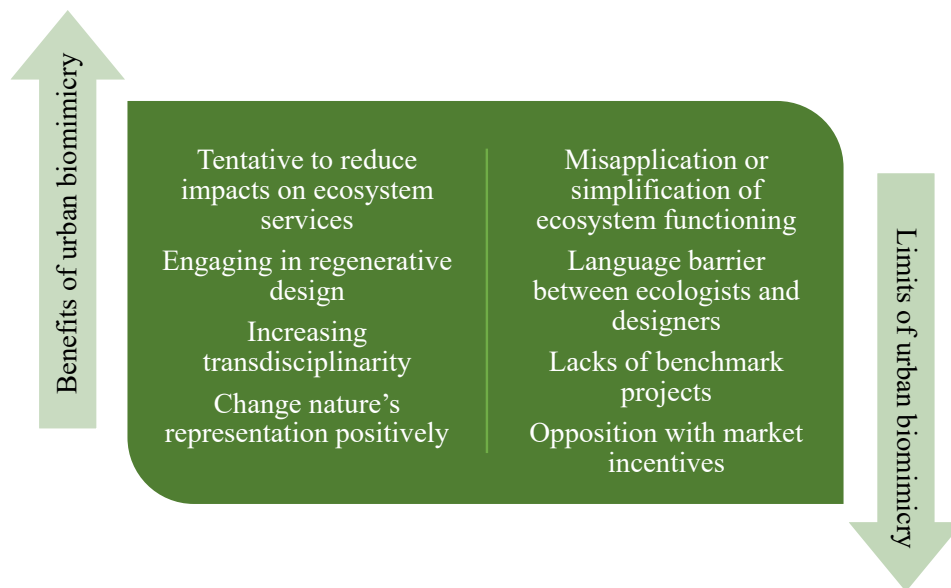 Benefits of urban biomimicry
Tentative to reduce
impacts on ecosystem
services
Engaging in regenerative
design
Increasing
transdisciplinarity
Change nature’s
representation positively
Misapplication or
simplification of
ecosystem functioning
Language barrier
between ecologists and
designers
Lacks of benchmark
projects
Opposition with market
incentives
Limits of urban biomimicry